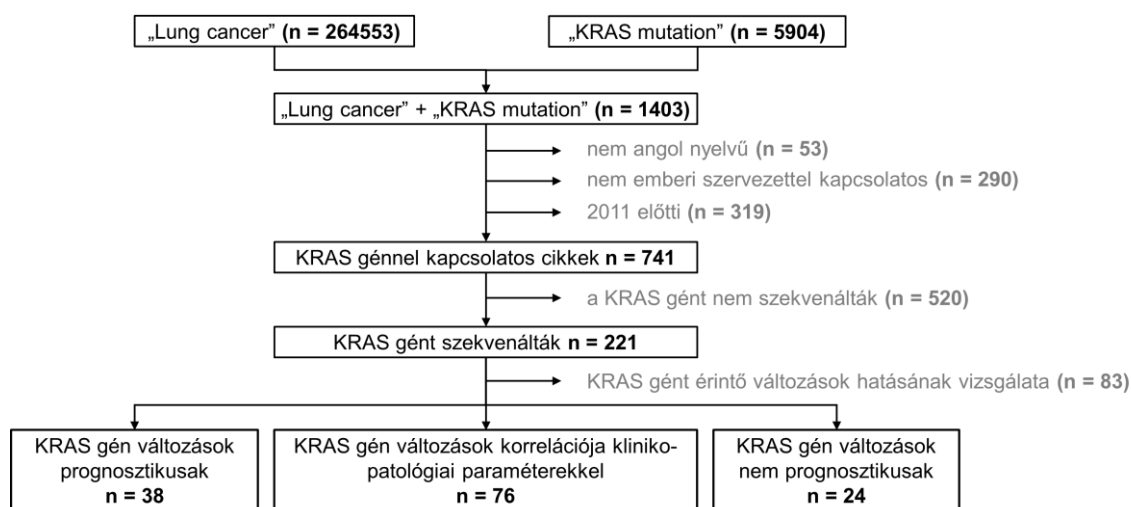 „Lung cancer” (n = 264553)
„KRAS mutation” (n = 5904)
„Lung cancer” + „KRAS mutation” (n = 1403)
nem angol nyelvű (n = 53)
nem emberi szervezettel kapcsolatos (n = 290)
2011 előtti (n = 319)
KRAS génnel kapcsolatos cikkek n = 741
a KRAS gént nem szekvenálták (n = 520)
KRAS gént szekvenálták n = 221
KRAS gént érintő változások hatásának vizsgálata (n = 83)
KRAS gén változások
prognosztikusak
n = 38
KRAS gén változások korrelációja kliniko-
patológiai paraméterekkel
n = 76
KRAS gén változások
nem prognosztikusak
n = 24